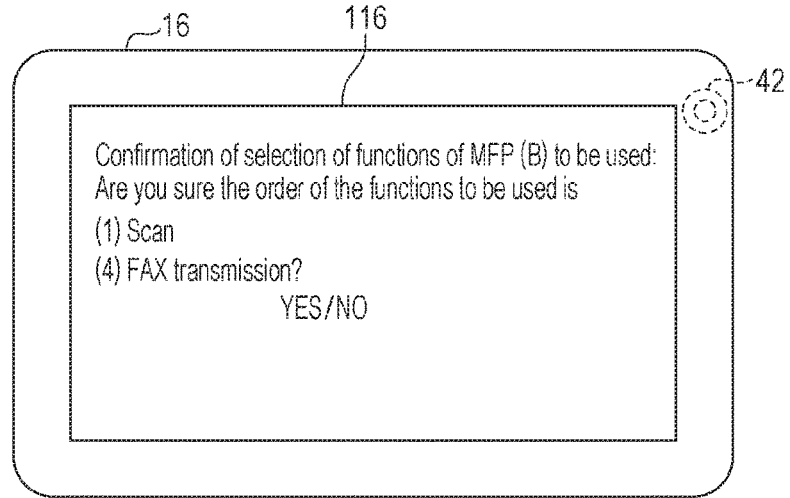 16
116
42
Confirmation of selection of functions of MFP (B) to be used:
Are you sure the order of the functions to be used is
(1) Scan
(4) FAX transmission?
YES/NO